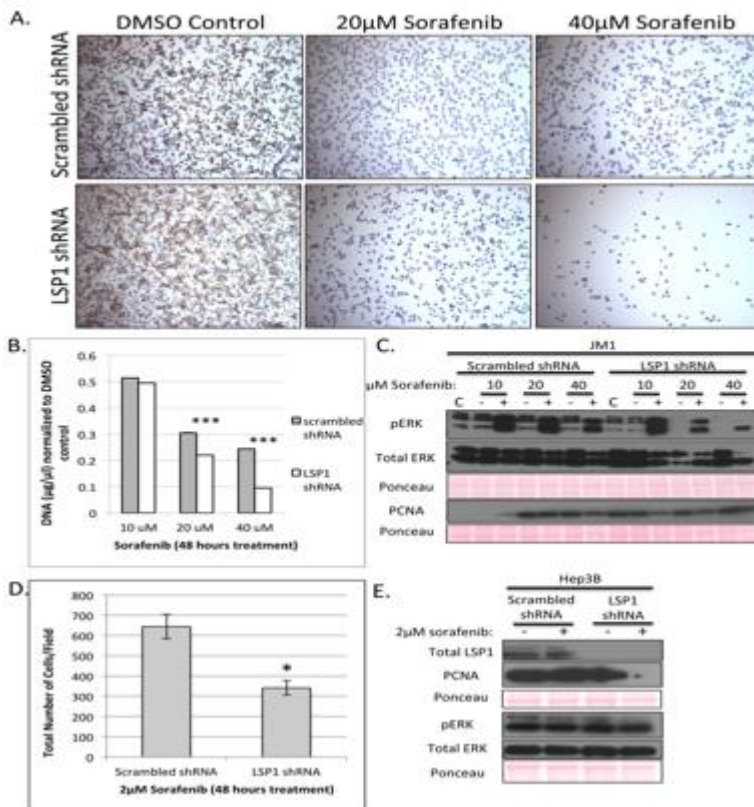 A.
DMSO Control 20µM Sorafenib 40µM Sorafenib
Scrambled shRNA
LSP1 shRNA
B.
DNA (µg/µl) normalized to DMSO control
0.6
0.5
0.4
0.3
0.2
0.1
0
*** ***
scrambled shRNA
LSP1 shRNA
10 uM 20 uM 40 uM
Sorafenib (48 hours treatment)
C.
JM1
Scrambled shRNA LSP1 shRNA
µM Sorafenib: 10 20 40 10 20 40
C - + - + - + C - + - + - +
pERK
Total ERK
Ponceau
PCNA
Ponceau
D.
Total Number of Cells/Field
800
700
600
500
400
300
200
100
0
*
Scrambled shRNA LSP1 shRNA
2µM Sorafenib (48 hours treatment)
E.
Hep3B
Scrambled shRNA LSP1 shRNA
2µM sorafenib: - + - +
Total LSP1
PCNA
Ponceau
pERK
Total ERK
Ponceau